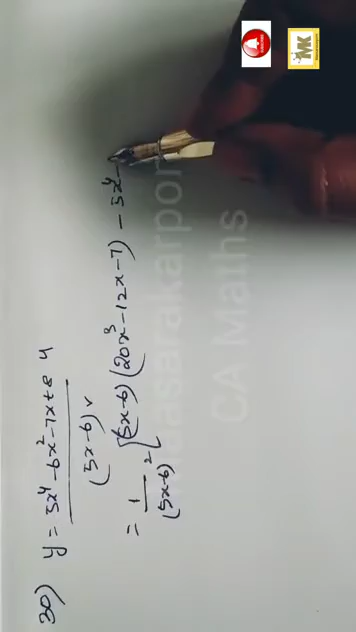 30) y = 5x⁴ - 6x² - 7x + 8 u
(5x-6) v
= 1/(5x-6)² [(5x-6)(20x³ - 12x - 7) - 5x⁴ -
CA Maths
MK